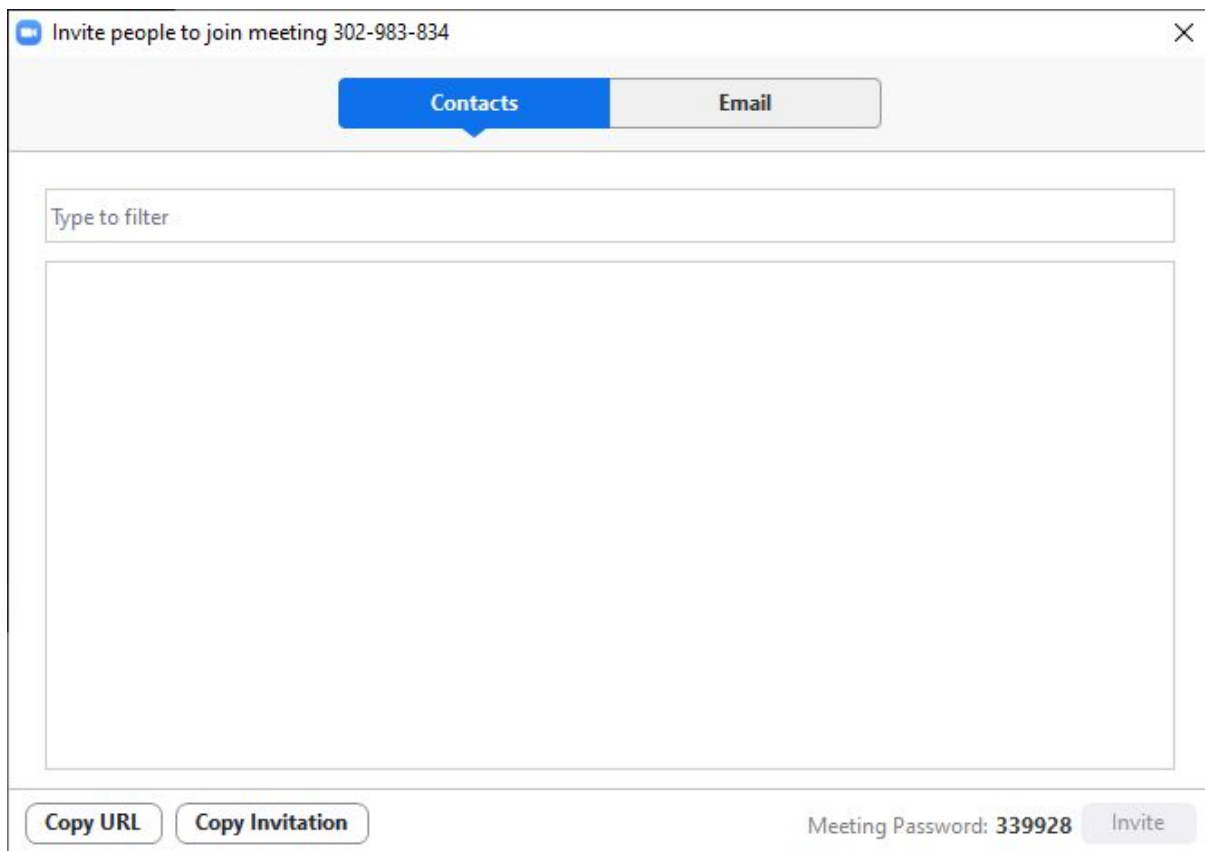 Invite people to join meeting 302-983-834
Contacts Email
Type to filter
Copy URL Copy Invitation Meeting Password: 339928 Invite